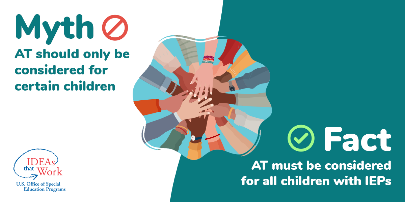 Myth
AT should only be
considered for
certain children
IDEA
that
Work
U.S. Office of Special
Education Programs
Fact
AT must be considered
for all children with IEPs